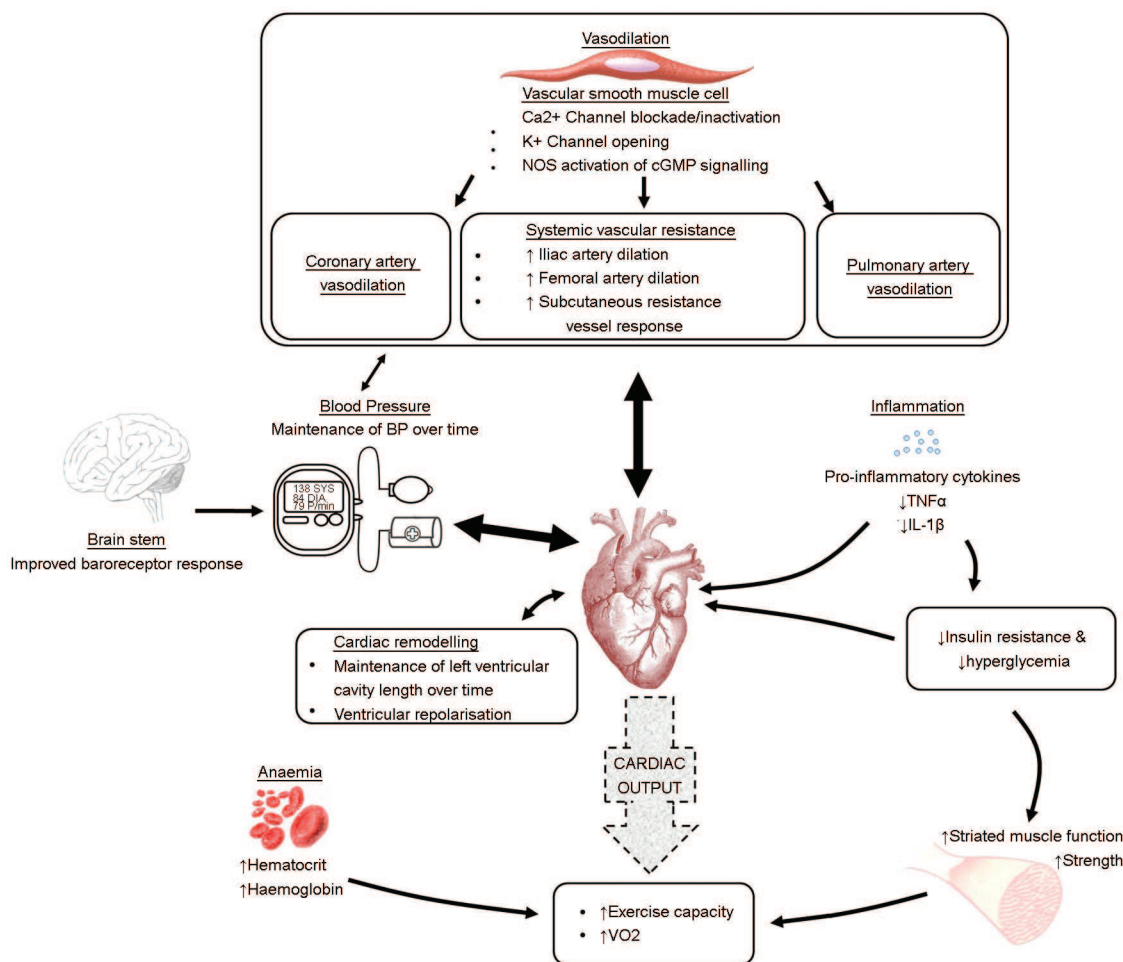 Vasodilation
Vascular smooth muscle cell
Ca2+ Channel blockade/inactivation
• K+ Channel opening
•
• NOS activation of cGMP signalling
Coronary artery
vasodilation
Systemic vascular resistance
• ↑ Iliac artery dilation
• ↑ Femoral artery dilation
• ↑ Subcutaneous resistance
vessel response
Pulmonary artery
vasodilation
Blood Pressure
Maintenance of BP over time
138 SYS
84 DIA.
79 P/min
Brain stem
Improved baroreceptor response
Inflammation
Pro-inflammatory cytokines
↓TNFα
↓IL-1β
↓Insulin resistance &
↓hyperglycemia
Cardiac remodelling
• Maintenance of left ventricular
cavity length over time
• Ventricular repolarisation
CARDIAC
OUTPUT
Anaemia
↑Hematocrit
↑Haemoglobin
↑Striated muscle function
↑Strength
• ↑Exercise capacity
• ↑VO2